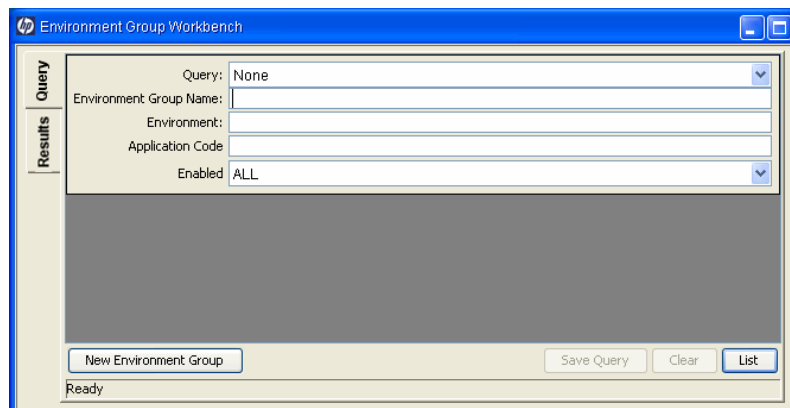 hp Environment Group Workbench
Query
Results
Query: None
Environment Group Name:
Environment:
Application Code
Enabled ALL
New Environment Group Save Query Clear List
Ready